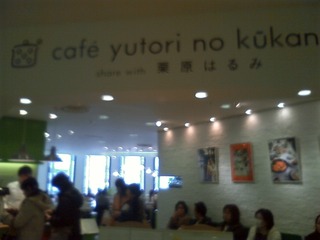 café yutori no kūkan
share with 栗原はるみ